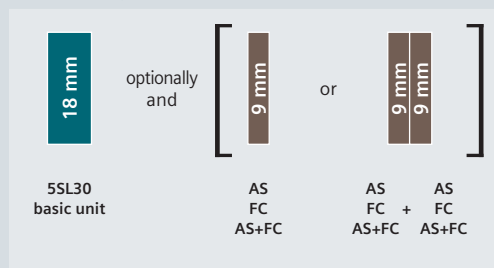 18 mm
optionally
and
9 mm
or
9 mm
9 mm
5SL30
basic unit
AS
FC
AS+FC
AS AS
FC + FC
AS+FC AS+FC